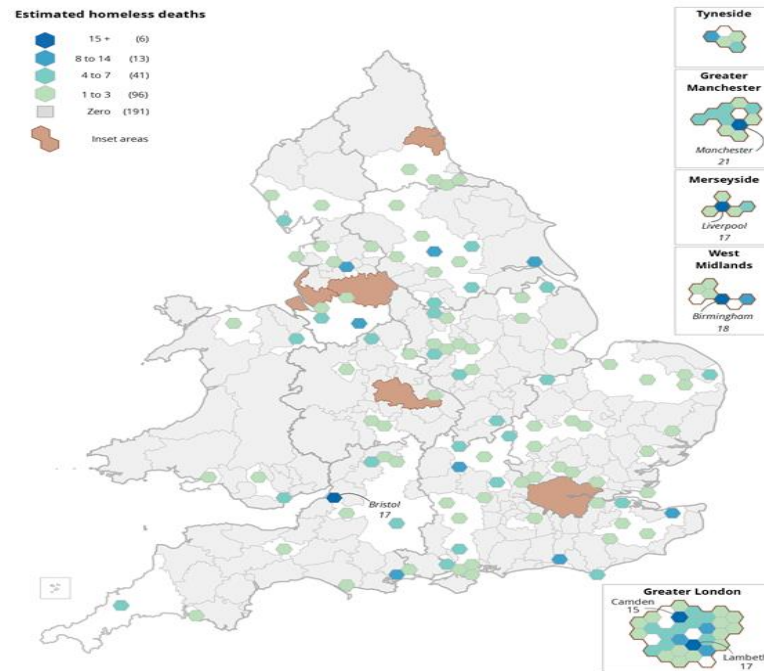 Estimated homeless deaths
15 + (6)
8 to 14 (13)
4 to 7 (41)
1 to 3 (96)
Zero (191)
Inset areas
Tyneside
Greater
Manchester
Manchester
21
Merseyside
Liverpool
17
West
Midlands
Birmingham
18
Bristol
17
Greater London
Camden
15
Lambeth
17